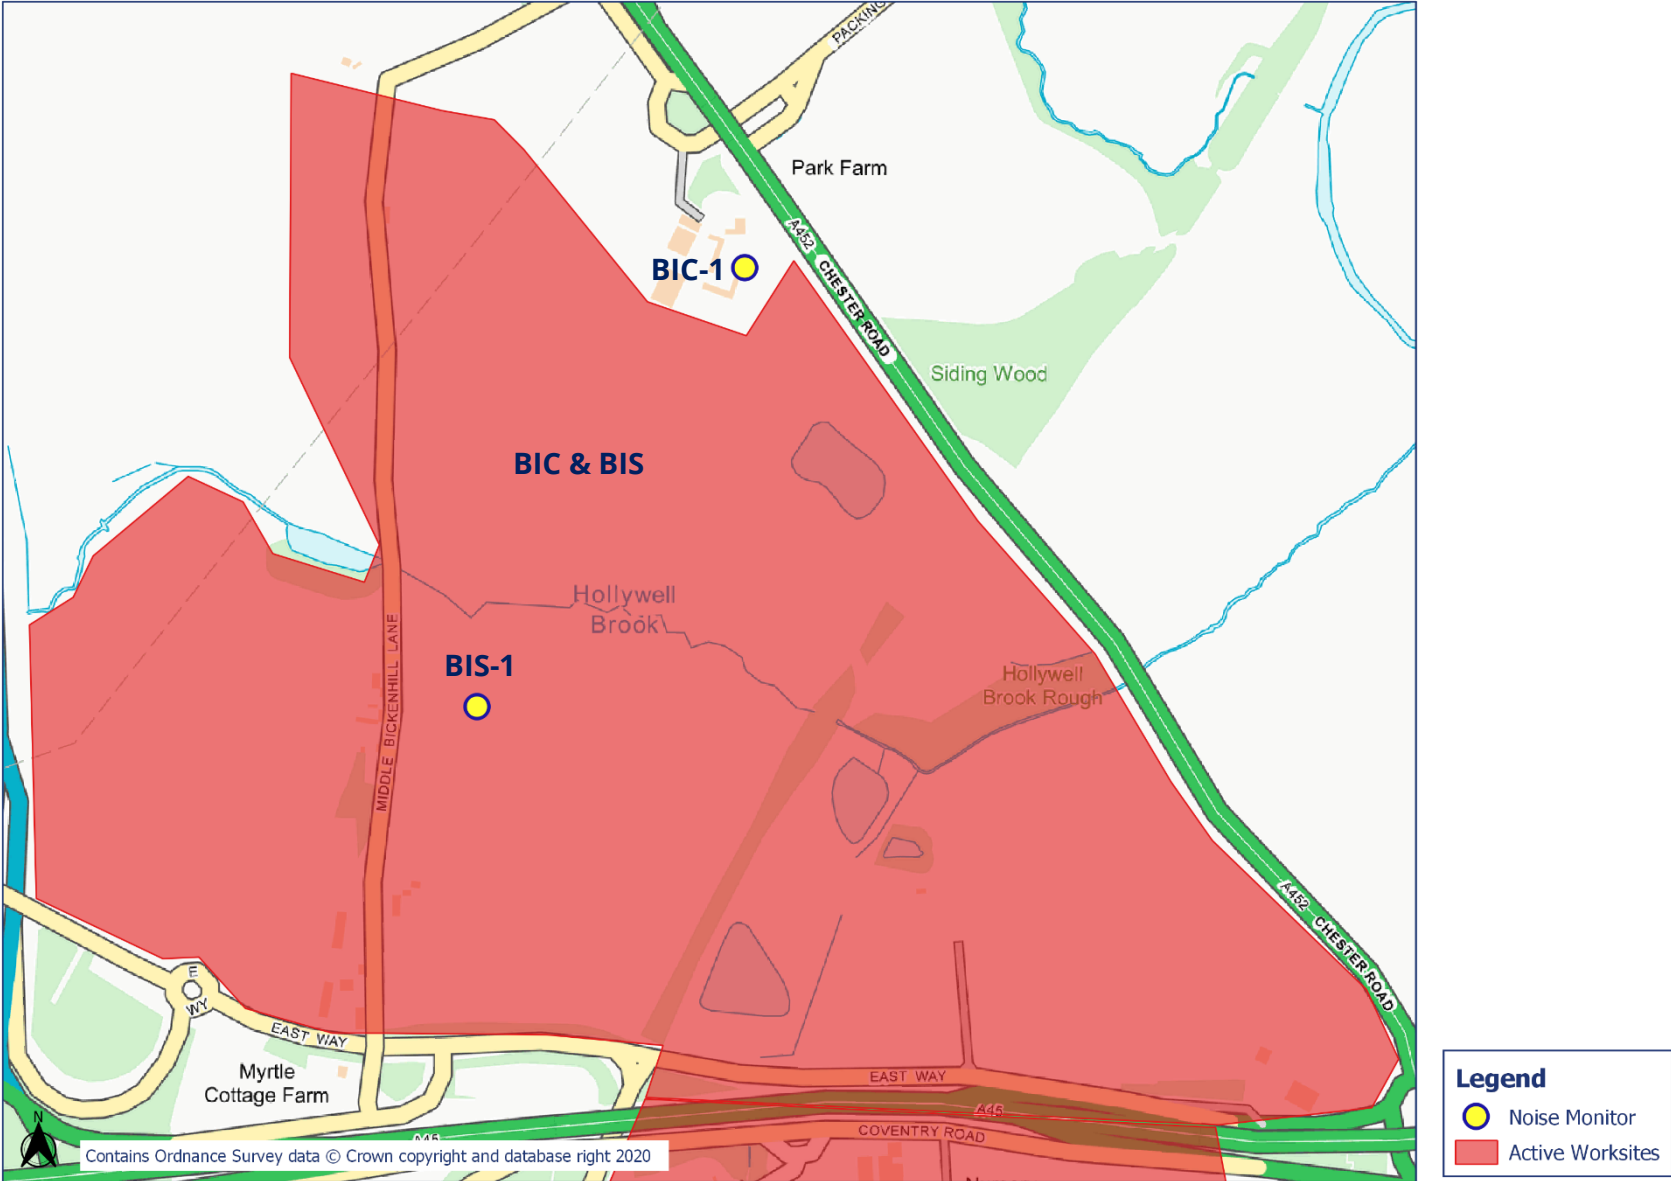 PACKING
Park Farm
A452
CHESTER ROAD
BIC-1
Siding Wood
BIC & BIS
Hollywell
Brook
BIS-1
MIDDLE BICKENHILL LANE
Hollywell
Brook Rough
A452
CHESTER ROAD
E
WY
EAST WAY
Myrtle
Cottage Farm
EAST WAY
A45
COVENTRY ROAD
A45
N
Contains Ordnance Survey data © Crown copyright and database right 2020
Legend
Noise Monitor
Active Worksites